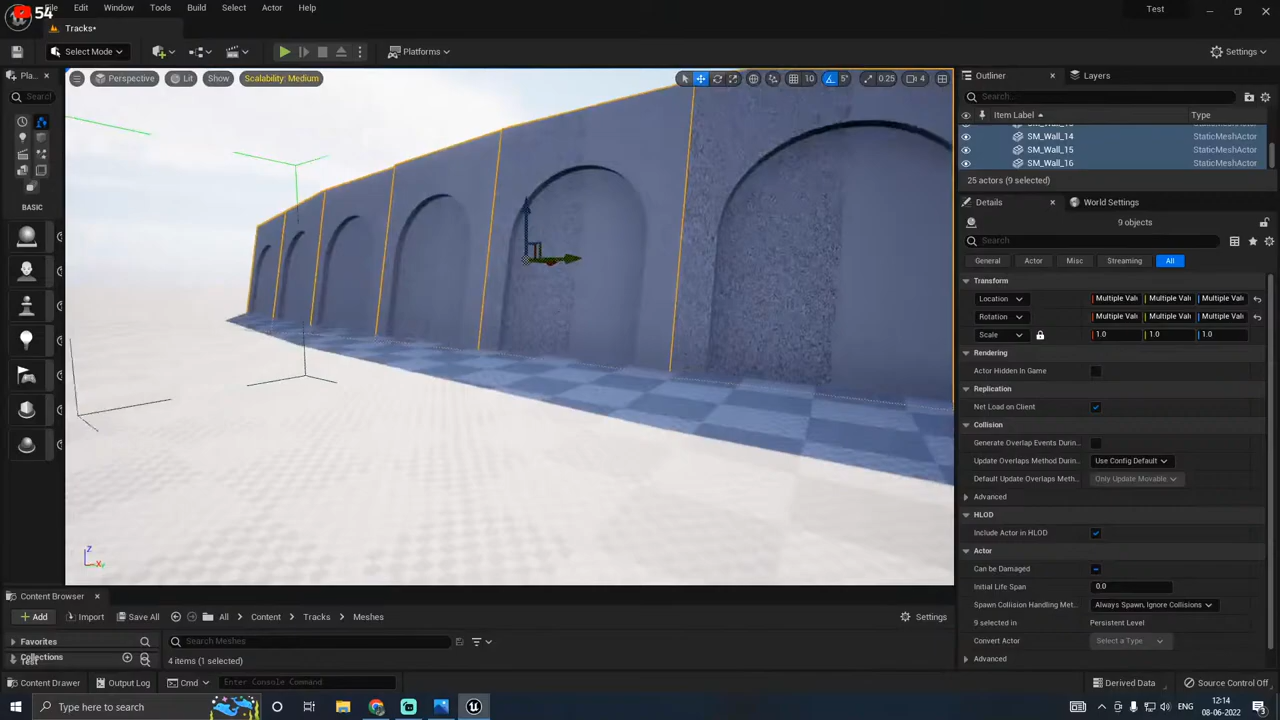 54
File Edit Window Tools Build Select Actor Help
Test
Tracks•
Select Mode
Platforms
Settings
Pla...
Search
BASIC
Perspective Lit Show Scalability: Medium
10 5° 0.25 4
Outliner Layers
Search...
Item Label Type
SM_Wall_14 StaticMeshActor
SM_Wall_15 StaticMeshActor
SM_Wall_16 StaticMeshActor
25 actors (9 selected)
Details World Settings
9 objects
Search
General Actor Misc Streaming All
Transform
Location Multiple Valu Multiple Valu Multiple Valu
Rotation Multiple Valu Multiple Valu Multiple Valu
Scale 1.0 1.0 1.0
Rendering
Actor Hidden In Game
Replication
Net Load on Client
Collision
Generate Overlap Events Durin...
Update Overlaps Method Durin... Use Config Default
Default Update Overlaps Meth... Only Update Movable
Advanced
HLOD
Include Actor in HLOD
Actor
Can be Damaged
Initial Life Span 0.0
Spawn Collision Handling Met... Always Spawn, Ignore Collisions
9 selected in Persistent Level
Convert Actor Select a Type
Advanced
Z
X
Content Browser
Add Import Save All All Content Tracks Meshes Settings
Favorites
Search Meshes
Collections
4 items (1 selected)
Content Drawer Output Log Cmd Enter Console Command Derived Data Source Control Off
Type here to search
ENG
12:14
08-06-2022